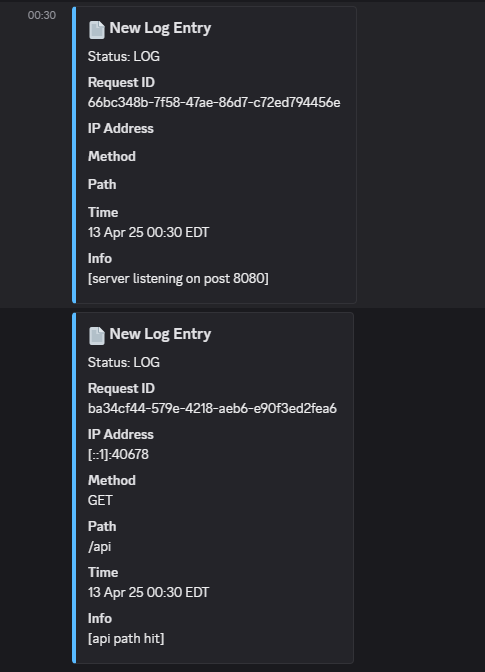 00:30
New Log Entry
Status: LOG
Request ID
66bc348b-7f58-47ae-86d7-c72ed794456e
IP Address
Method
Path
Time
13 Apr 25 00:30 EDT
Info
[server listening on post 8080]
New Log Entry
Status: LOG
Request ID
ba34cf44-579e-4218-aeb6-e90f3ed2fea6
IP Address
[::1]:40678
Method
GET
Path
/api
Time
13 Apr 25 00:30 EDT
Info
[api path hit]